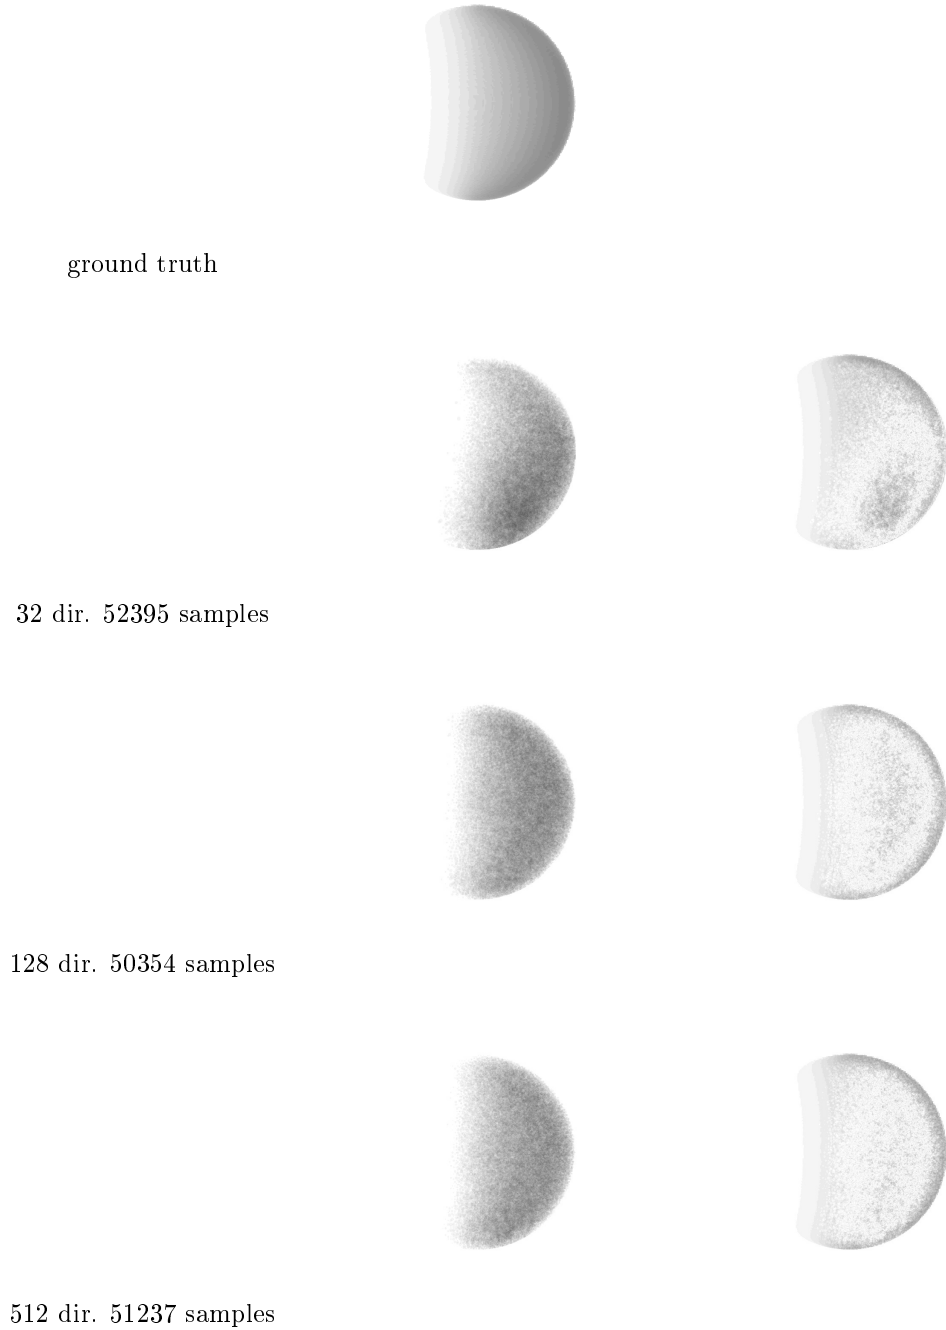 ground truth
32 dir. 52395 samples
128 dir. 50354 samples
512 dir. 51237 samples